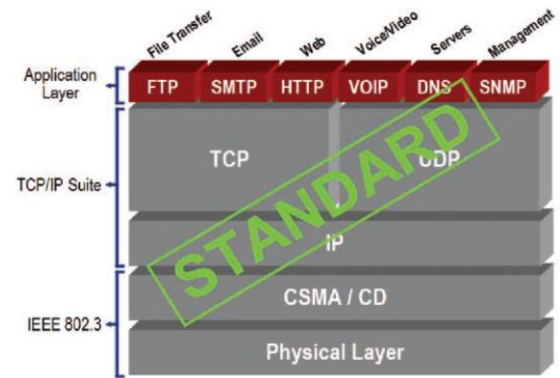 File Transfer
Email
Web
Voice/Video
Servers
Management
Application
Layer
FTP
SMTP
HTTP
VOIP
DNS
SNMP
TCP/IP Suite
TCP
UDP
IP
STANDARD
IEEE 802.3
CSMA / CD
Physical Layer